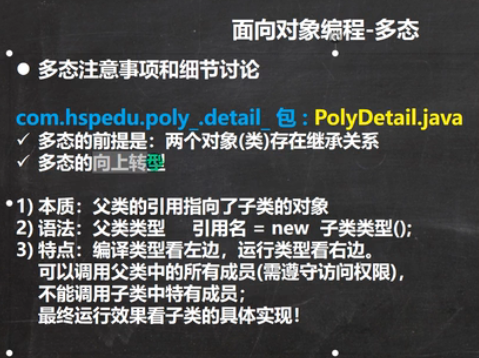 面向对象编程-多态
● 多态注意事项和细节讨论
com.hspedu.poly_.detail_ 包 : PolyDetail.java
✓ 多态的前提是：两个对象(类)存在继承关系
✓ 多态的向上转型
1) 本质：父类的引用指向了子类的对象
2) 语法：父类类型 引用名 = new 子类类型();
3) 特点：编译类型看左边，运行类型看右边。
可以调用父类中的所有成员(需遵守访问权限)，
不能调用子类中特有成员；
最终运行效果看子类的具体实现！